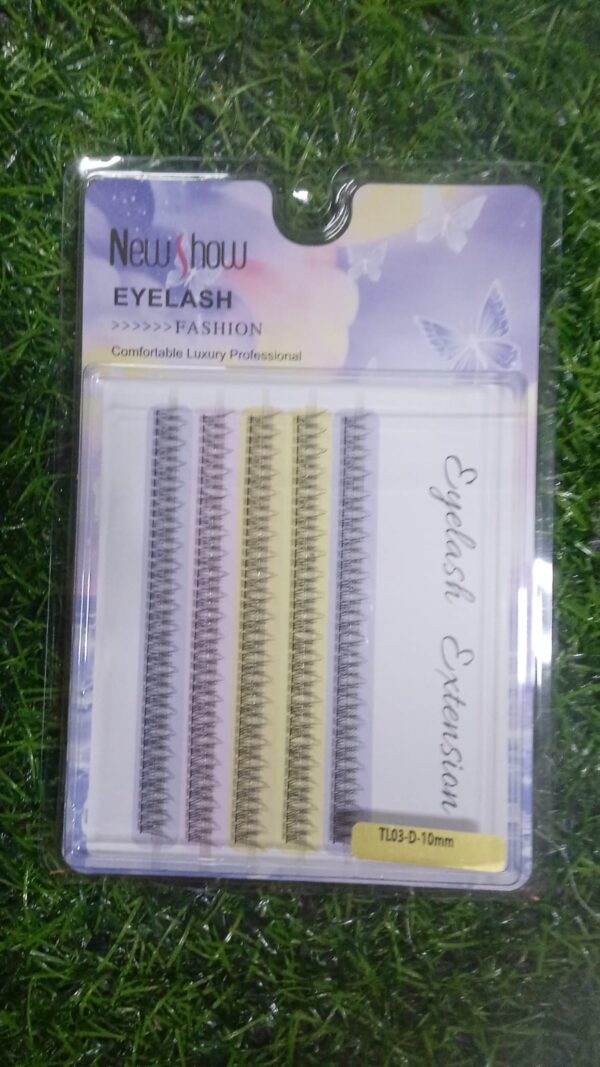 NewShow
EYELASH
>>>>>>FASHION
Comfortable Luxury Professional
Eyelash Extension
TL03-D-10mm